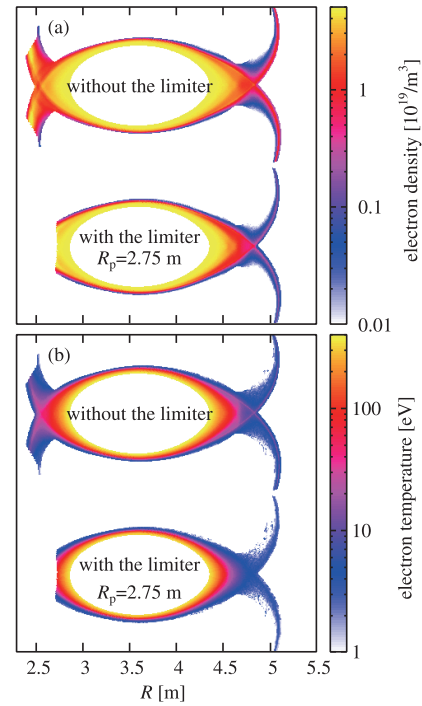 (a)
without the limiter
with the limiter
R_p=2.75 m
1
0.1
0.01
electron density [10^19/m^3]
(b)
without the limiter
with the limiter
R_p=2.75 m
100
10
1
electron temperature [eV]
2.5 3 3.5 4 4.5 5 5.5
R [m]